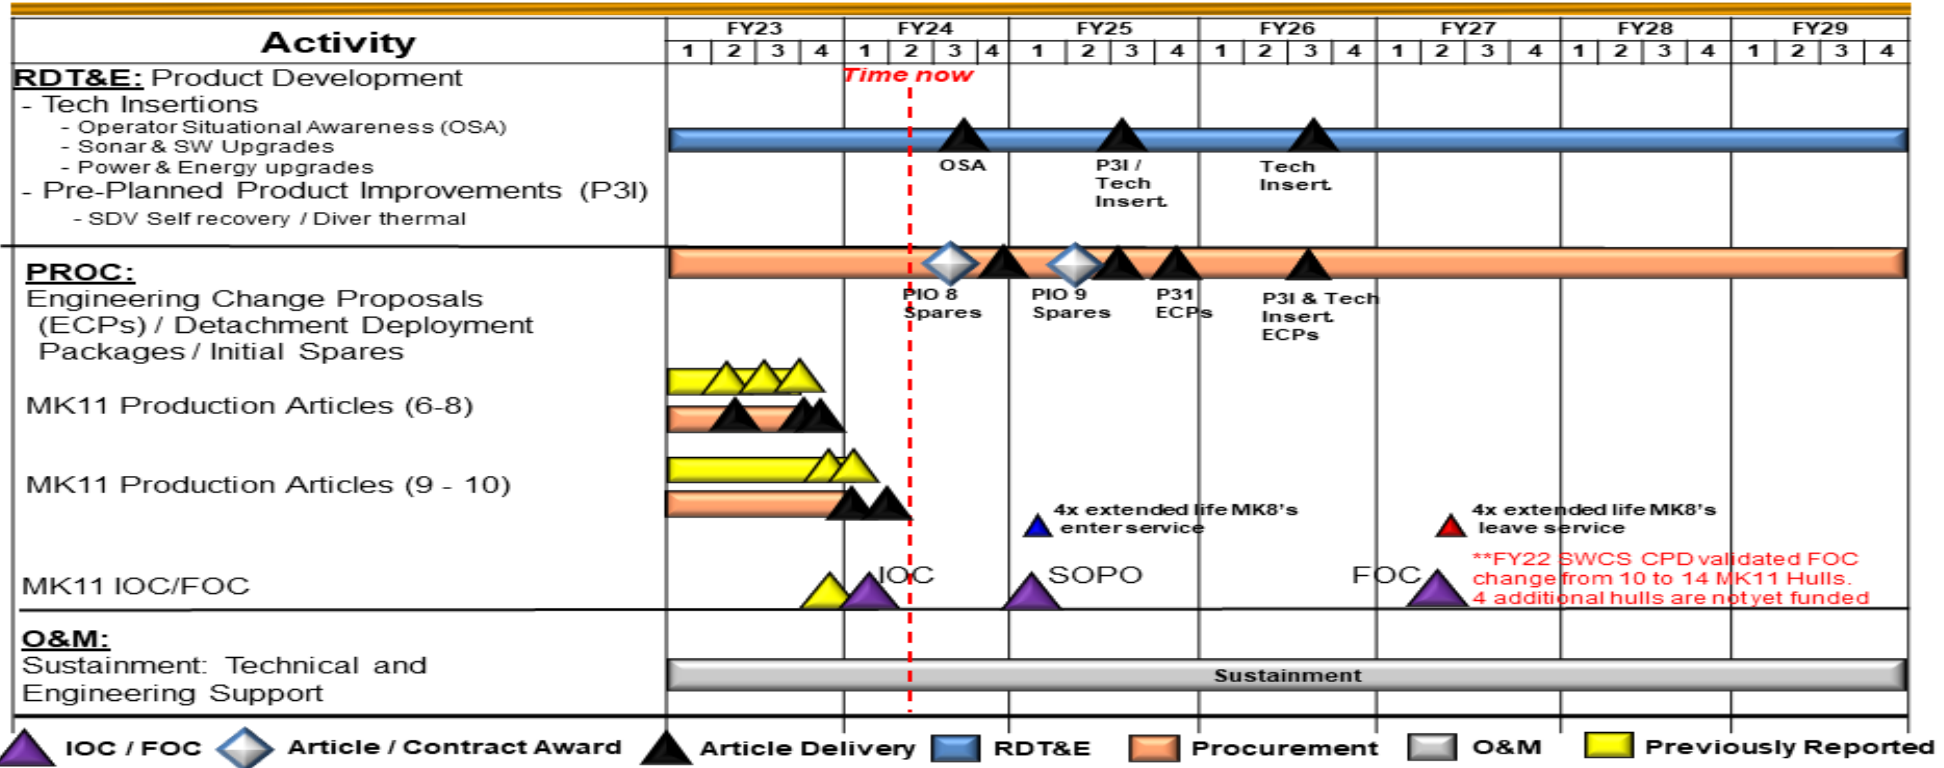 Activity
FY23 FY24 FY25 FY26 FY27 FY28 FY29
1 2 3 4 1 2 3 4 1 2 3 4 1 2 3 4 1 2 3 4 1 2 3 4 1 2 3 4
Time now
RDT&E: Product Development
- Tech Insertions
- Operator Situational Awareness (OSA)
- Sonar & SW Upgrades
- Power & Energy upgrades
- Pre-Planned Product Improvements (P3I)
- SDV Self recovery / Diver thermal
OSA
P3I /
Tech
Insert.
Tech
Insert.
PROC:
Engineering Change Proposals
(ECPs) / Detachment Deployment
Packages / Initial Spares
PIO 8
Spares
PIO 9
Spares
P31
ECPs
P3I & Tech
Insert.
ECPs
MK11 Production Articles (6-8)
MK11 Production Articles (9 - 10)
4x extended life MK8's
enter service
4x extended life MK8's
leave service
MK11 IOC/FOC
IOC
SOPO
FOC
**FY22 SWCS CPD validated FOC
change from 10 to 14 MK11 Hulls.
4 additional hulls are not yet funded
O&M:
Sustainment: Technical and
Engineering Support
Sustainment
IOC / FOC
Article / Contract Award
Article Delivery
RDT&E
Procurement
O&M
Previously Reported